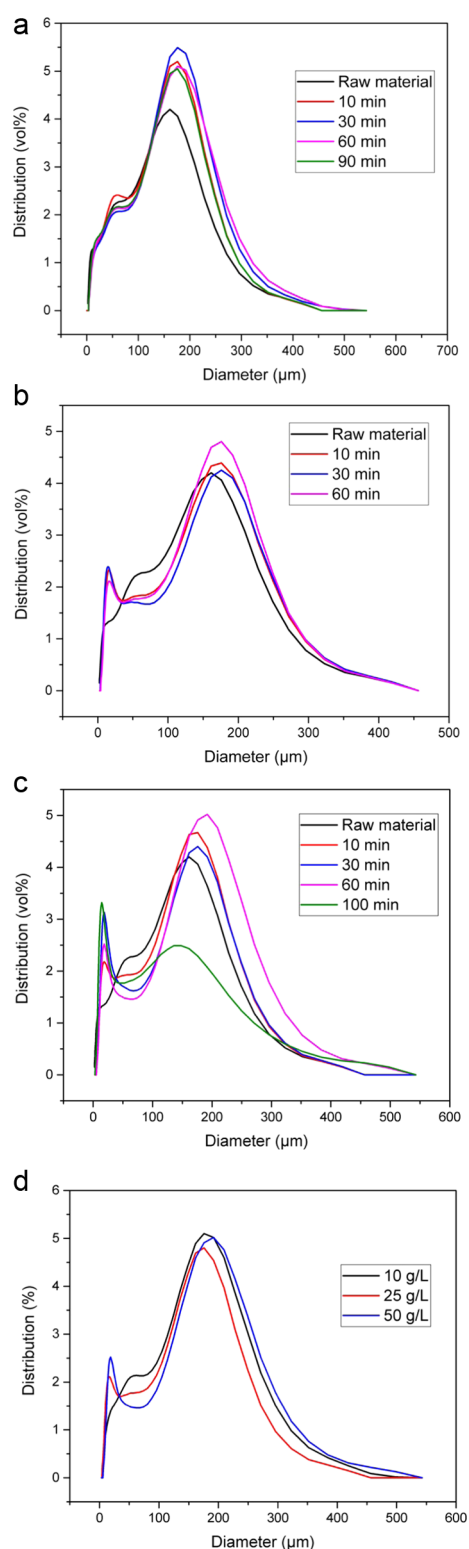 a
6
5
4
3
2
1
0
Distribution (vol%)
Raw material
10 min
30 min
60 min
90 min
0 100 200 300 400 500 600 700
Diameter (μm)
b
5
4
3
2
1
0
Distribution (vol%)
Raw material
10 min
30 min
60 min
0 100 200 300 400 500
Diameter (μm)
c
5
4
3
2
1
0
Distribution (vol%)
Raw material
10 min
30 min
60 min
100 min
0 100 200 300 400 500 600
Diameter (μm)
d
6
5
4
3
2
1
0
Distribution (%)
10 g/L
25 g/L
50 g/L
0 100 200 300 400 500 600
Diameter (μm)